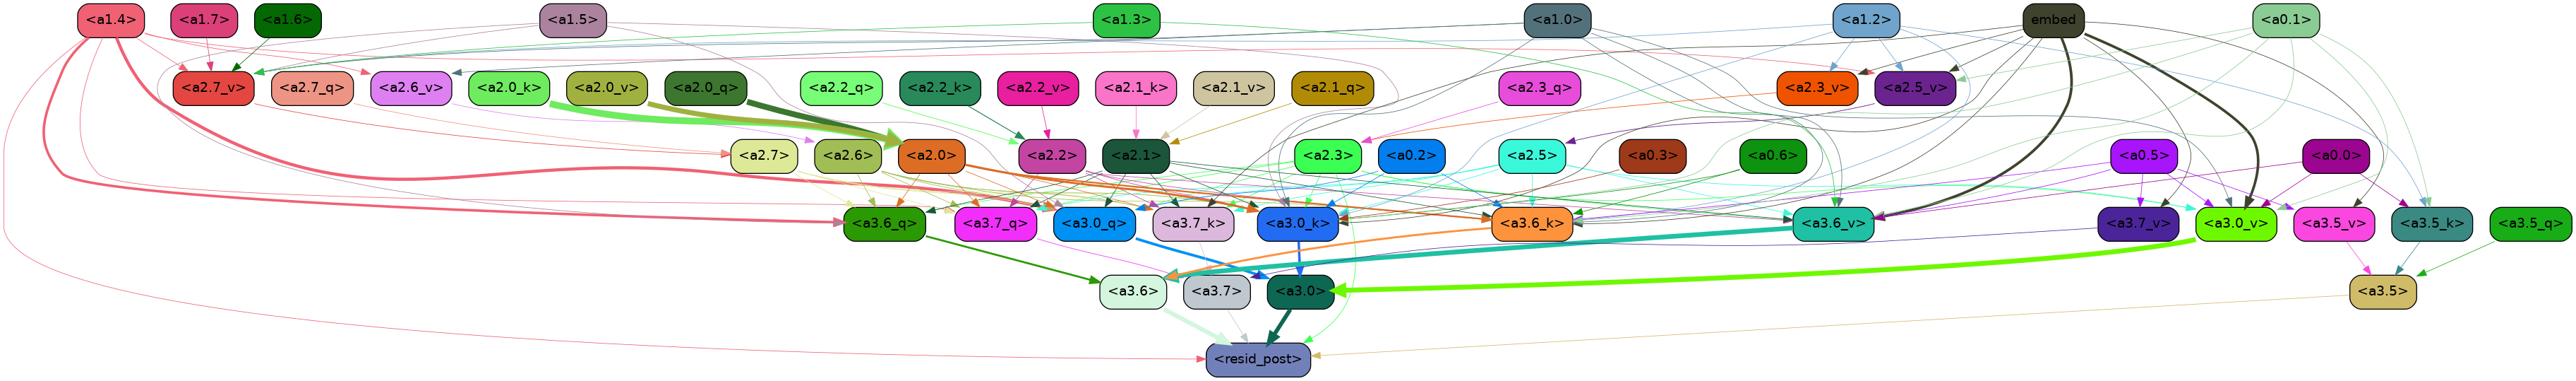 <a1.4> <a1.7> <a1.6> <a1.5> <a1.3> <a1.0> <a1.2> embed <a0.1>
<a2.7_v> <a2.7_q> <a2.6_v> <a2.0_k> <a2.0_v> <a2.0_q> <a2.2_q> <a2.2_k> <a2.2_v> <a2.1_k> <a2.1_v> <a2.1_q> <a2.3_q> <a2.3_v> <a2.5_v>
<a2.7> <a2.6> <a2.0> <a2.2> <a2.1> <a2.3> <a0.2> <a2.5> <a0.3> <a0.6> <a0.5> <a0.0>
<a3.6_q> <a3.7_q> <a3.0_q> <a3.7_k> <a3.0_k> <a3.6_k> <a3.6_v> <a3.7_v> <a3.0_v> <a3.5_v> <a3.5_k> <a3.5_q>
<a3.6> <a3.7> <a3.0> <a3.5>
<resid_post>